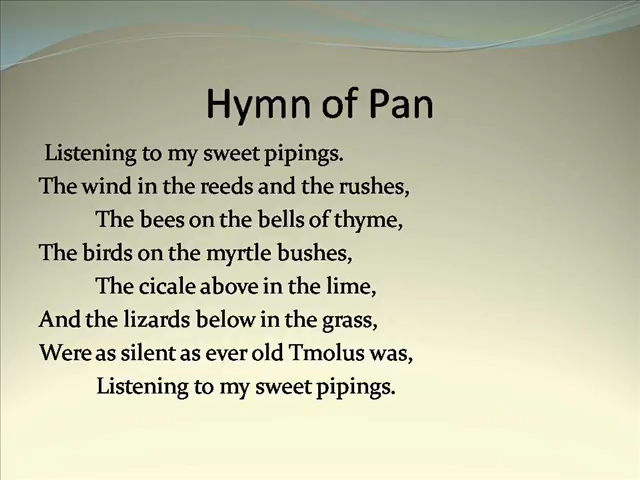 Hymn of Pan
Listening to my sweet pipings.
The wind in the reeds and the rushes,
The bees on the bells of thyme,
The birds on the myrtle bushes,
The cicale above in the lime,
And the lizards below in the grass,
Were as silent as ever old Tmolus was,
Listening to my sweet pipings.